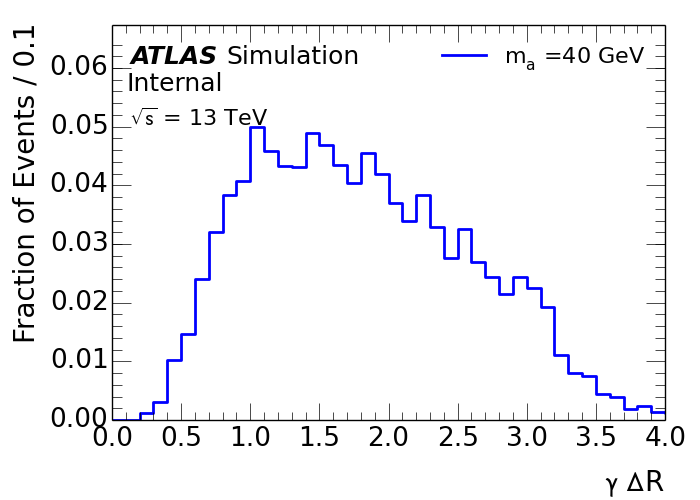 Fraction of Events / 0.1
0.06
0.05
0.04
0.03
0.02
0.01
0.00
ATLAS Simulation
Internal
√s = 13 TeV
m_a =40 GeV
0.0 0.5 1.0 1.5 2.0 2.5 3.0 3.5 4.0
γ ΔR